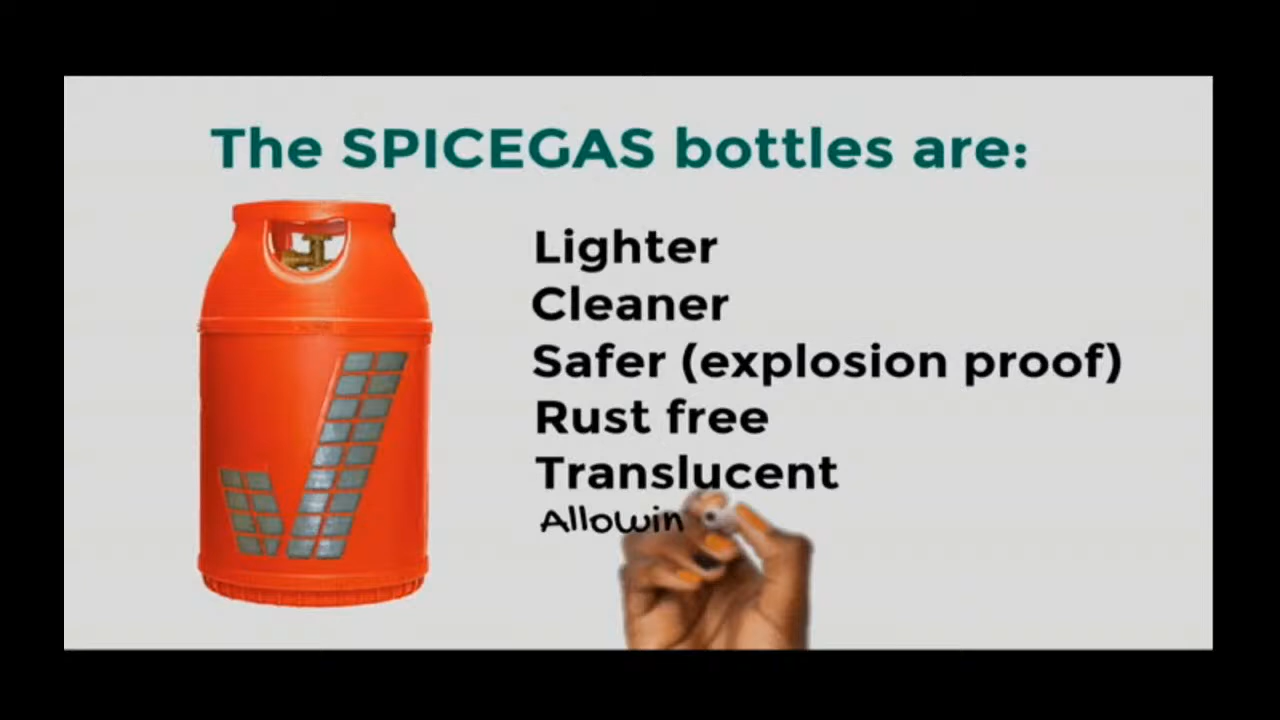 The SPICEGAS bottles are:
Lighter
Cleaner
Safer (explosion proof)
Rust free
Translucent
Allowin